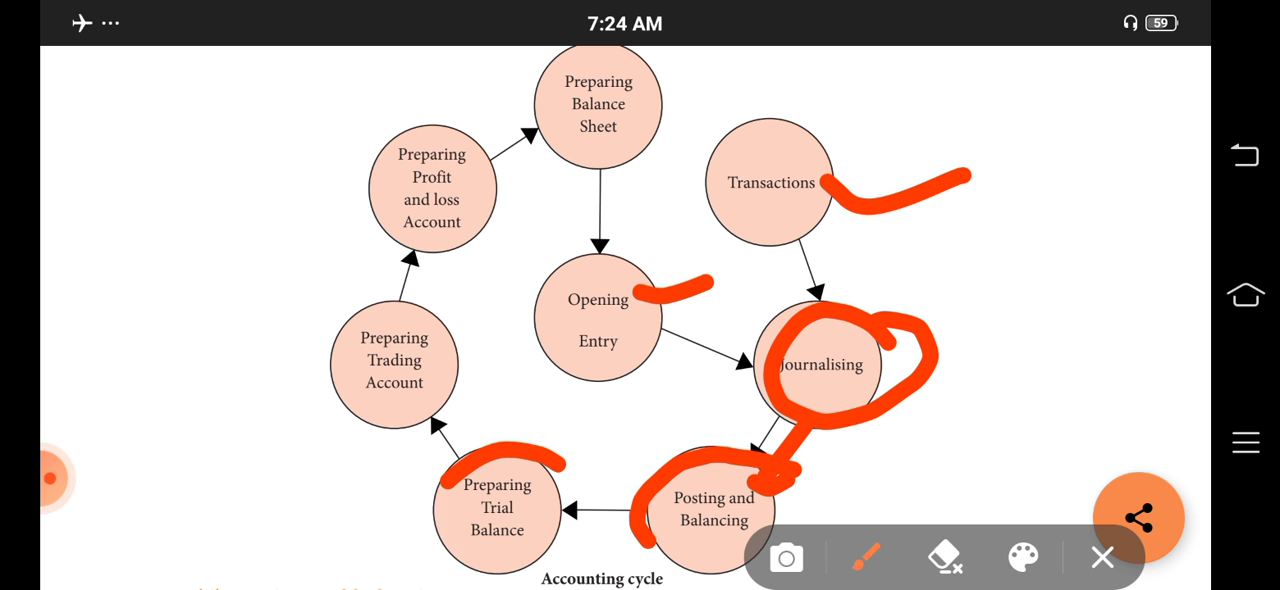 7:24 AM
59
Preparing
Balance
Sheet
Preparing
Profit
and loss
Account
Transactions
Opening
Entry
Preparing
Trading
Account
Journalising
Preparing
Trial
Balance
Posting and
Balancing
Accounting cycle